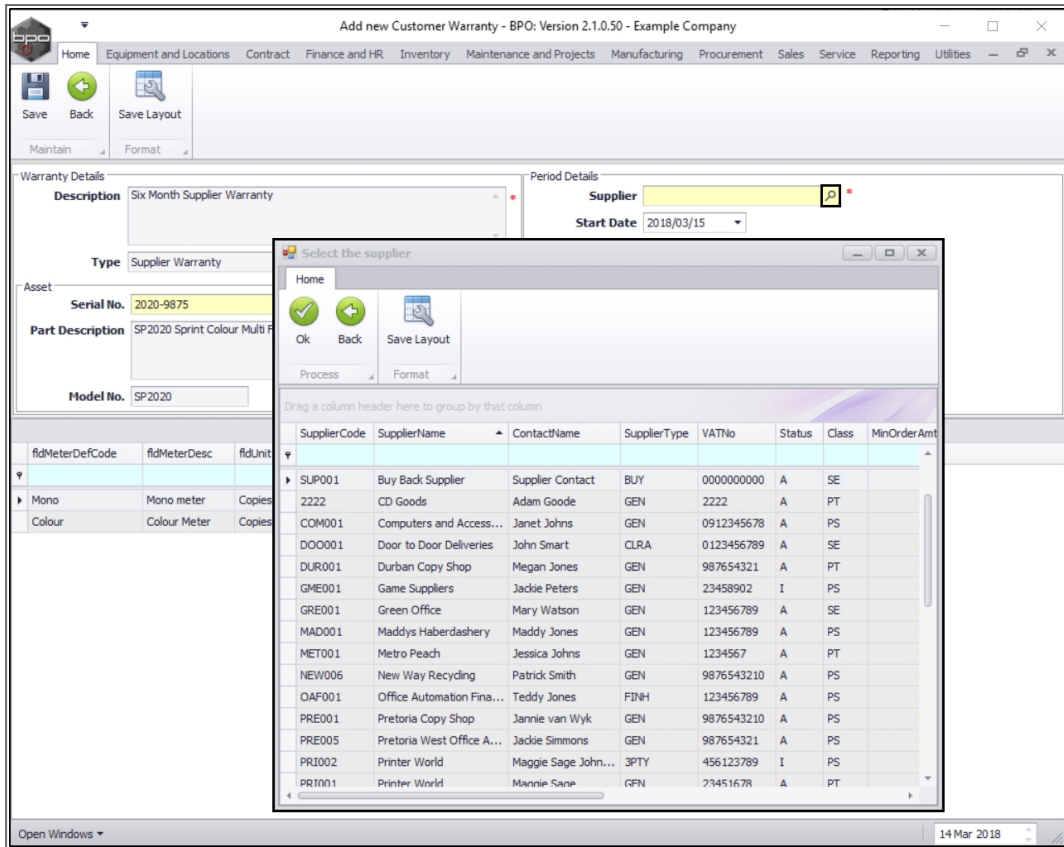 Add new Customer Warranty - BPO: Version 2.1.0.50 - Example Company
bpo
Home Equipment and Locations Contract Finance and HR Inventory Maintenance and Projects Manufacturing Procurement Sales Service Reporting Utilities
Save Back Save Layout
Maintain Format
Warranty Details
Description Six Month Supplier Warranty *
Type Supplier Warranty
Period Details
Supplier *
Start Date 2018/03/15
Asset
Serial No. 2020-9875
Part Description SP2020 Sprint Colour Multi F
Model No. SP2020
fldMeterDefCode fldMeterDesc fldUnit
Mono Mono meter Copies
Colour Colour Meter Copies
Select the supplier
Home
Ok Back Save Layout
Process Format
Drag a column header here to group by that column
SupplierCode SupplierName ContactName SupplierType VATNo Status Class MinOrderAmt
SUP001 Buy Back Supplier Supplier Contact BUY 0000000000 A SE
2222 CD Goods Adam Goode GEN 2222 A PT
COM001 Computers and Access... Janet Johns GEN 0912345678 A PS
DOO001 Door to Door Deliveries John Smart CLRA 0123456789 A SE
DUR001 Durban Copy Shop Megan Jones GEN 987654321 A PT
GME001 Game Suppliers Jackie Peters GEN 23458902 I PS
GRE001 Green Office Mary Watson GEN 123456789 A SE
MAD001 Maddys Haberdashery Maddy Jones GEN 123456789 A PS
MET001 Metro Peach Jessica Johns GEN 1234567 A PT
NEW006 New Way Recycling Patrick Smith GEN 9876543210 A PS
OAF001 Office Automation Fina... Teddy Jones FINH 123456789 A PS
PRE001 Pretoria Copy Shop Jannie van Wyk GEN 9876543210 A PS
PRE005 Pretoria West Office A... Jackie Simmons GEN 987654321 A PS
PRI002 Printer World Maggie Sage John... 3PTY 456123789 I PS
PRI001 Printer World Maggie Sage GEN 23451678 A PT
Open Windows 14 Mar 2018